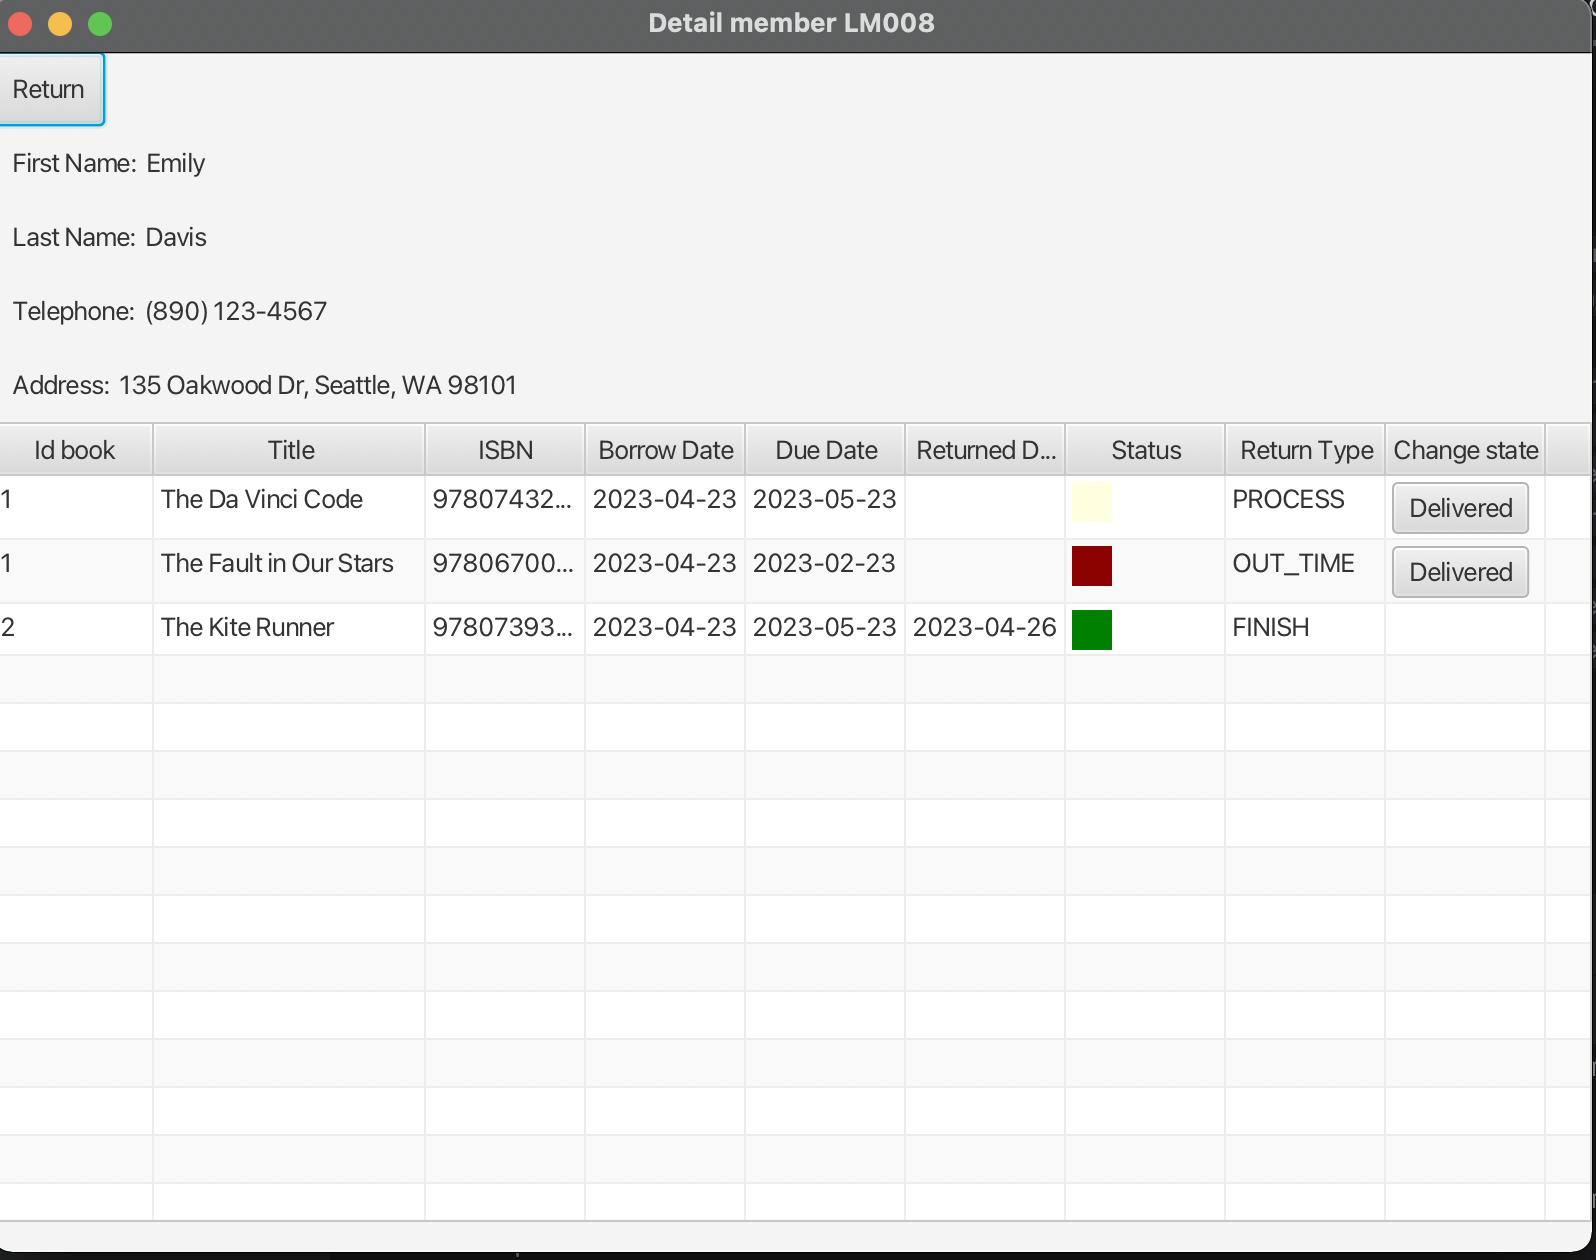 Detail member LM008
Return
First Name: Emily
Last Name: Davis
Telephone: (890) 123-4567
Address: 135 Oakwood Dr, Seattle, WA 98101
Id book Title ISBN Borrow Date Due Date Returned D... Status Return Type Change state
1 The Da Vinci Code 97807432... 2023-04-23 2023-05-23 PROCESS Delivered
1 The Fault in Our Stars 97806700... 2023-04-23 2023-02-23 OUT_TIME Delivered
2 The Kite Runner 97807393... 2023-04-23 2023-05-23 2023-04-26 FINISH